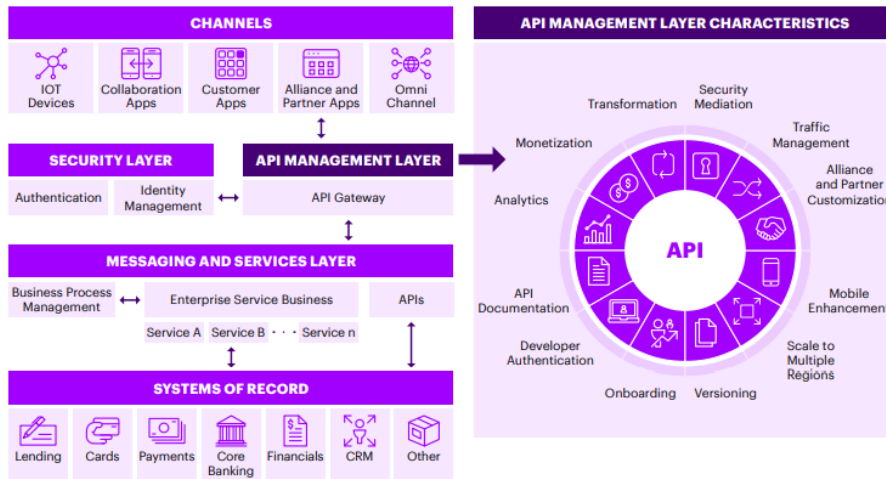 CHANNELS
IOT
Devices
Collaboration
Apps
Customer
Apps
Alliance and
Partner Apps
Omni
Channel
SECURITY LAYER
Authentication
Identity
Management
API MANAGEMENT LAYER
API Gateway
MESSAGING AND SERVICES LAYER
Business Process
Management
Enterprise Service Business
APIs
Service A Service B · · · Service n
SYSTEMS OF RECORD
Lending
Cards
Payments
Core
Banking
Financials
CRM
Other
API MANAGEMENT LAYER CHARACTERISTICS
Security
Mediation
Traffic
Management
Alliance
and Partner
Customization
Mobile
Enhancement
Scale to
Multiple
Regions
Versioning
Onboarding
Developer
Authentication
API
Documentation
Analytics
Monetization
Transformation
API